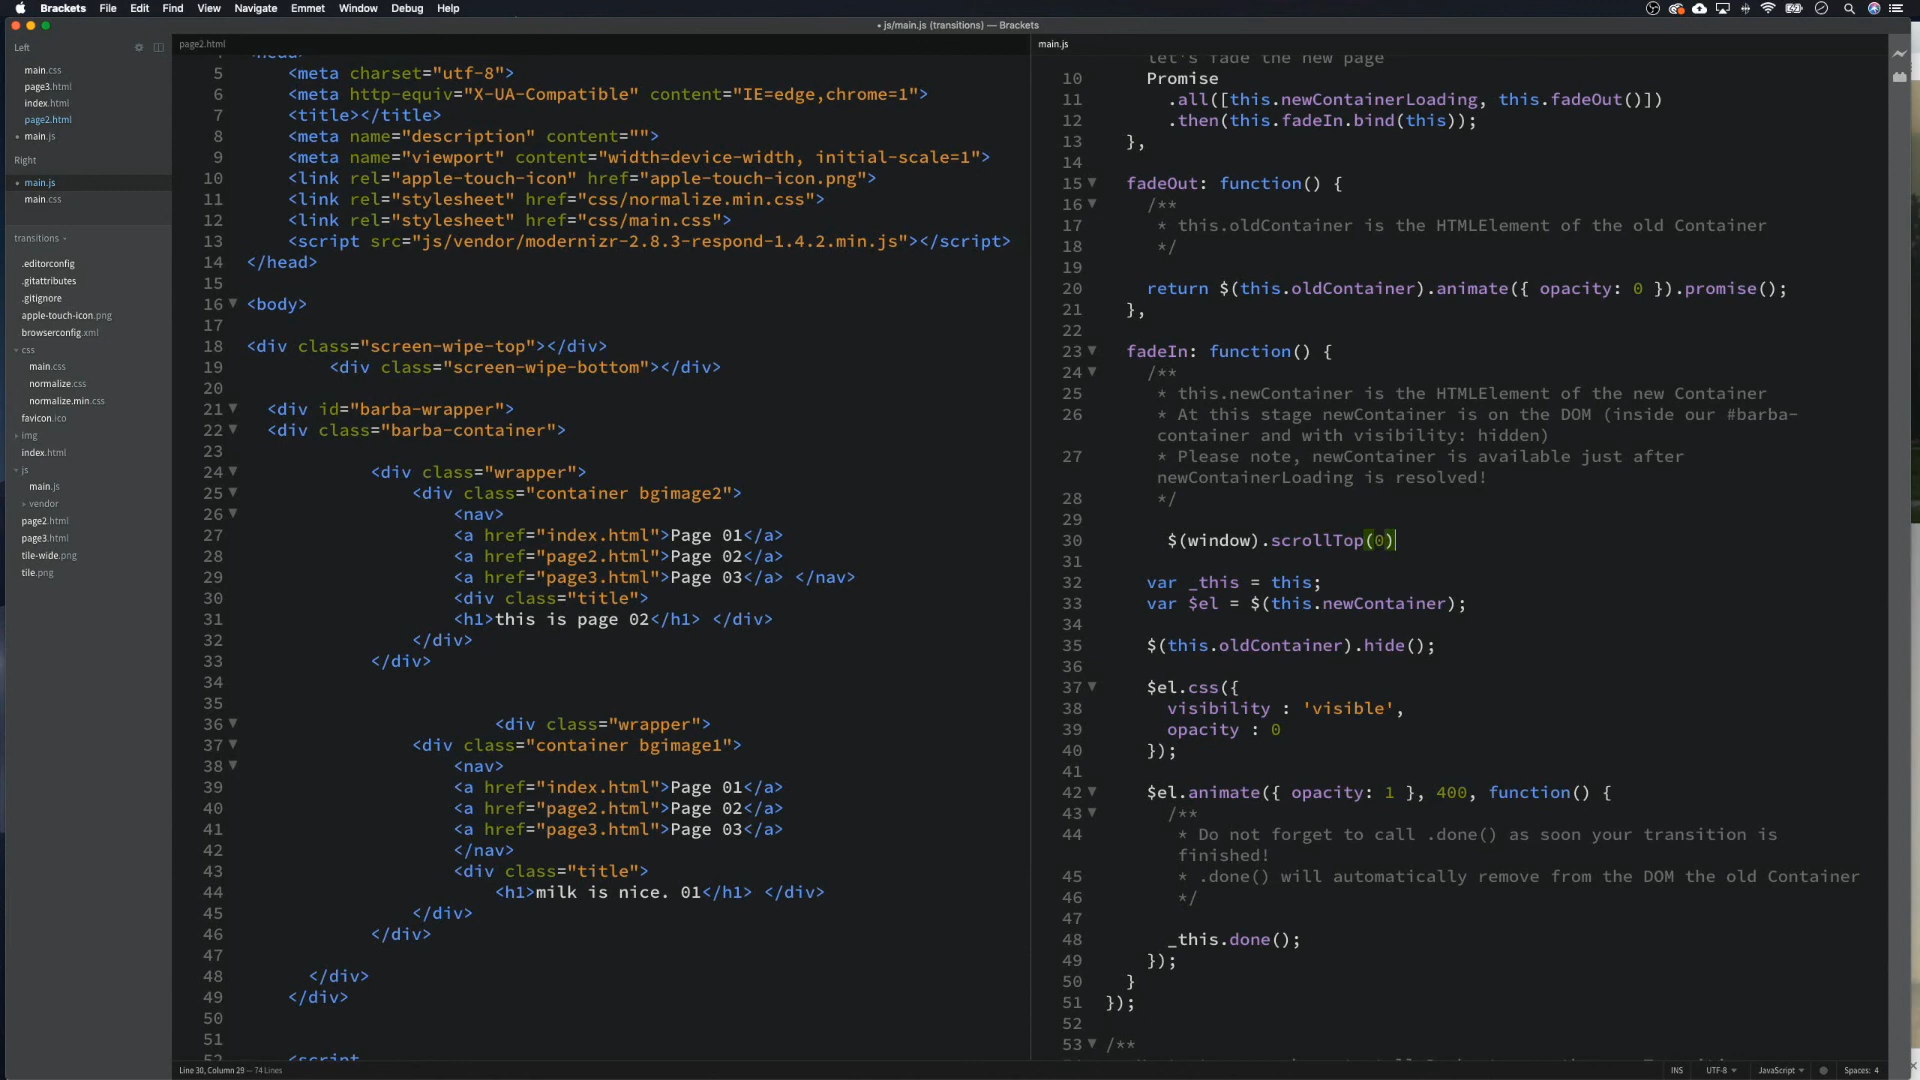 Brackets File Edit Find View Navigate Emmet Window Debug Help
• js/main.js (transitions) — Brackets
Left
main.css
page3.html
index.html
page2.html
main.js
Right
main.js
main.css
transitions
.editorconfig
.gitattributes
.gitignore
apple-touch-icon.png
browserconfig.xml
css
main.css
normalize.css
normalize.min.css
favicon.ico
img
index.html
js
main.js
vendor
page2.html
page3.html
tile-wide.png
tile.png
page2.html
<head>
5 <meta charset="utf-8">
6 <meta http-equiv="X-UA-Compatible" content="IE=edge,chrome=1">
7 <title></title>
8 <meta name="description" content="">
9 <meta name="viewport" content="width=device-width, initial-scale=1">
10 <link rel="apple-touch-icon" href="apple-touch-icon.png">
11 <link rel="stylesheet" href="css/normalize.min.css">
12 <link rel="stylesheet" href="css/main.css">
13 <script src="js/vendor/modernizr-2.8.3-respond-1.4.2.min.js"></script>
14 </head>
15
16 <body>
17
18 <div class="screen-wipe-top"></div>
19 <div class="screen-wipe-bottom"></div>
20
21 <div id="barba-wrapper">
22 <div class="barba-container">
23
24 <div class="wrapper">
25 <div class="container bgimage2">
26 <nav>
27 <a href="index.html">Page 01</a>
28 <a href="page2.html">Page 02</a>
29 <a href="page3.html">Page 03</a> </nav>
30 <div class="title">
31 <h1>this is page 02</h1> </div>
32 </div>
33 </div>
34
35
36 <div class="wrapper">
37 <div class="container bgimage1">
38 <nav>
39 <a href="index.html">Page 01</a>
40 <a href="page2.html">Page 02</a>
41 <a href="page3.html">Page 03</a>
42 </nav>
43 <div class="title">
44 <h1>milk is nice. 01</h1> </div>
45 </div>
46 </div>
47
48 </div>
49 </div>
50
51
52 <script
main.js
let's fade the new page
10 Promise
11 .all([this.newContainerLoading, this.fadeOut()])
12 .then(this.fadeIn.bind(this));
13 },
14
15 fadeOut: function() {
16 /**
17 * this.oldContainer is the HTMLElement of the old Container
18 */
19
20 return $(this.oldContainer).animate({ opacity: 0 }).promise();
21 },
22
23 fadeIn: function() {
24 /**
25 * this.newContainer is the HTMLElement of the new Container
26 * At this stage newContainer is on the DOM (inside our #barba-
container and with visibility: hidden)
27 * Please note, newContainer is available just after
newContainerLoading is resolved!
28 */
29
30 $(window).scrollTop(0)
31
32 var _this = this;
33 var $el = $(this.newContainer);
34
35 $(this.oldContainer).hide();
36
37 $el.css({
38 visibility : 'visible',
39 opacity : 0
40 });
41
42 $el.animate({ opacity: 1 }, 400, function() {
43 /**
44 * Do not forget to call .done() as soon your transition is
finished!
45 * .done() will automatically remove from the DOM the old Container
46 */
47
48 _this.done();
49 });
50 }
51 });
52
53 /**
Line 30, Column 29 — 74 Lines
INS UTF-8 JavaScript Spaces: 4